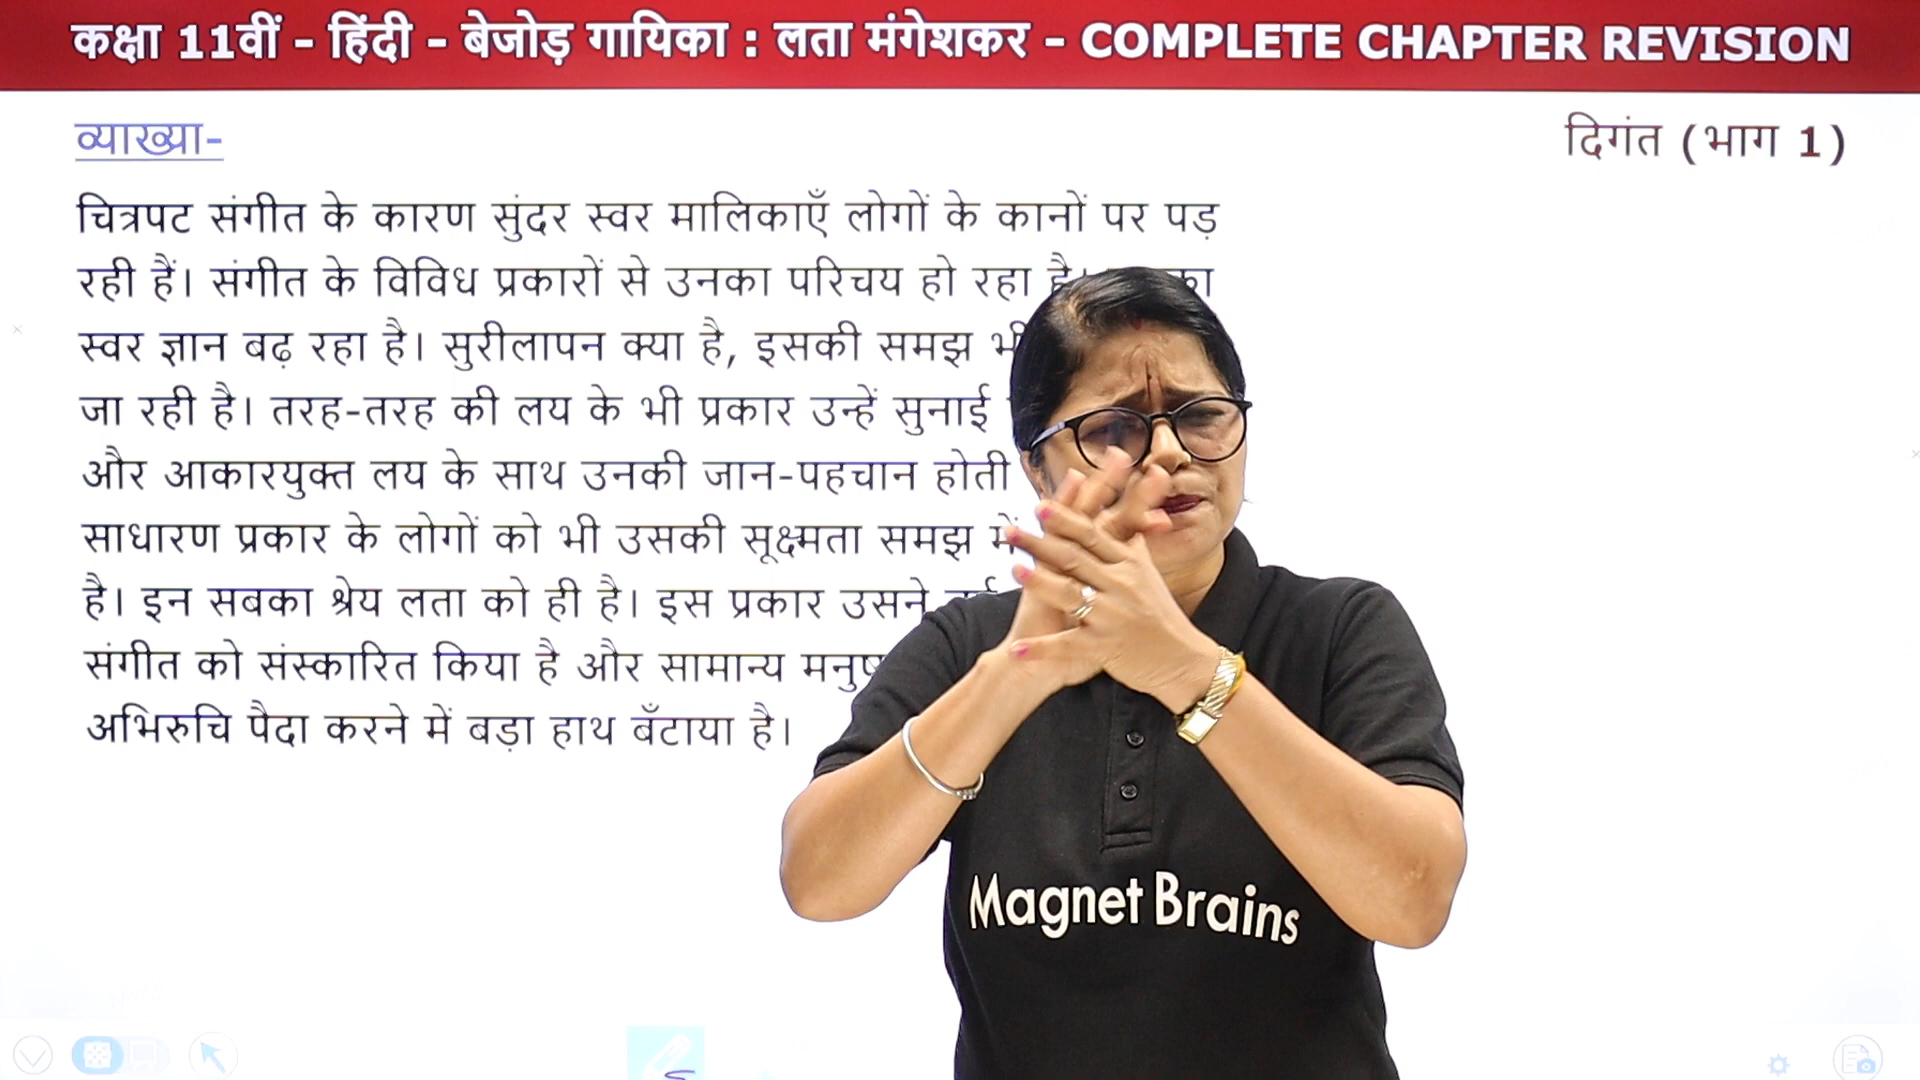 कक्षा 11वीं - हिंदी - बेजोड़ गायिका : लता मंगेशकर - COMPLETE CHAPTER REVISION
व्याख्या-
दिगंत (भाग 1)
चित्रपट संगीत के कारण सुंदर स्वर मालिकाएँ लोगों के कानों पर पड़
रही हैं। संगीत के विविध प्रकारों से उनका परिचय हो रहा है।
स्वर ज्ञान बढ़ रहा है। सुरीलापन क्या है, इसकी समझ
जा रही है। तरह-तरह की लय के भी प्रकार उन्हें सुनाई
और आकारयुक्त लय के साथ उनकी जान-पहचान होती
साधारण प्रकार के लोगों को भी उसकी सूक्ष्मता समझ
है। इन सबका श्रेय लता को ही है। इस प्रकार उसने
संगीत को संस्कारित किया है और सामान्य
अभिरुचि पैदा करने में बड़ा हाथ बँटाया है।
Magnet Brains